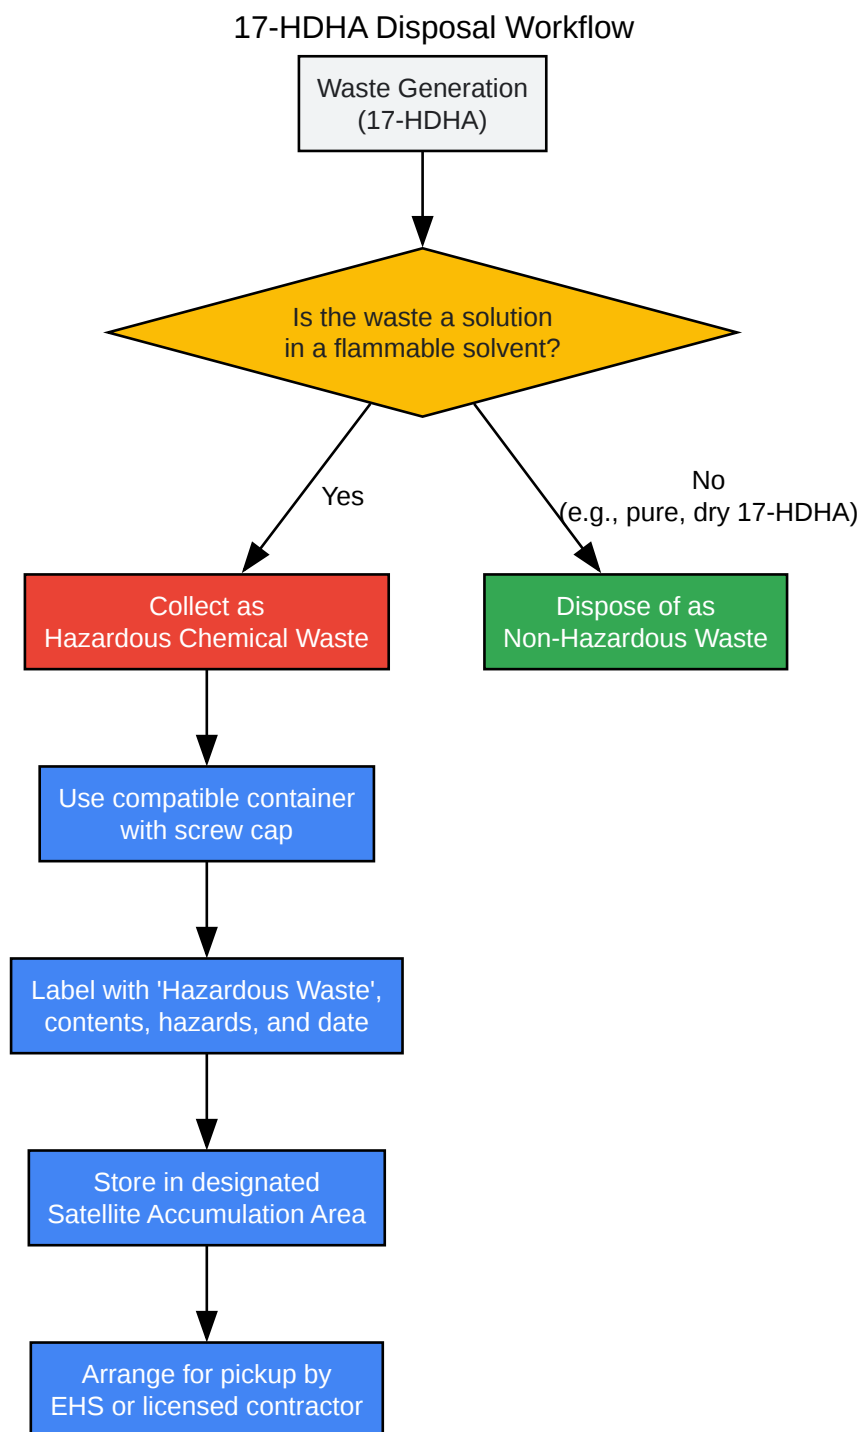 17-HDHA Disposal Workflow
Waste Generation
(17-HDHA)
Is the waste a solution
in a flammable solvent?
Yes
No
(e.g., pure, dry 17-HDHA)
Collect as
Hazardous Chemical Waste
Dispose of as
Non-Hazardous Waste
Use compatible container
with screw cap
Label with 'Hazardous Waste',
contents, hazards, and date
Store in designated
Satellite Accumulation Area
Arrange for pickup by
EHS or licensed contractor